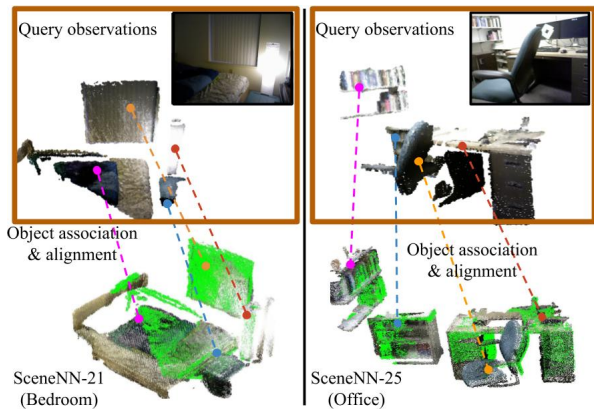 Query observations
Object association
& alignment
SceneNN-21
(Bedroom)
Query observations
Object association
& alignment
SceneNN-25
(Office)